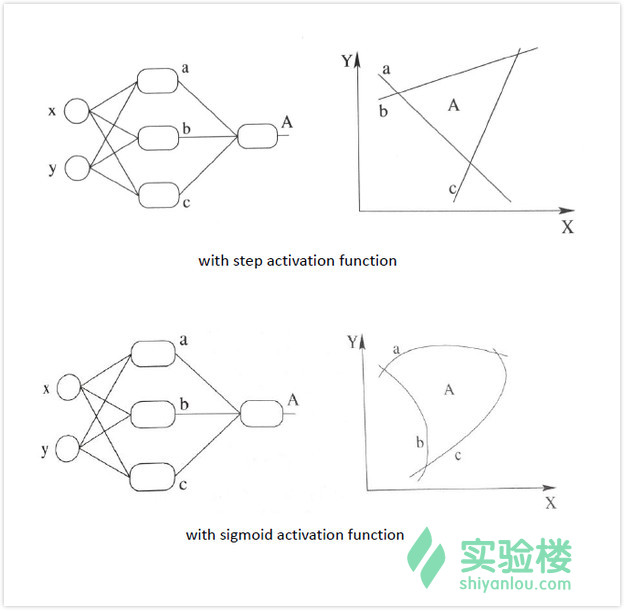 a
x
b
A
y
c
Y
a
b
A
c
X
with step activation function
a
x
b
A
y
c
Y
a
A
b
c
X
with sigmoid activation function
实验楼
shiyanlou.com